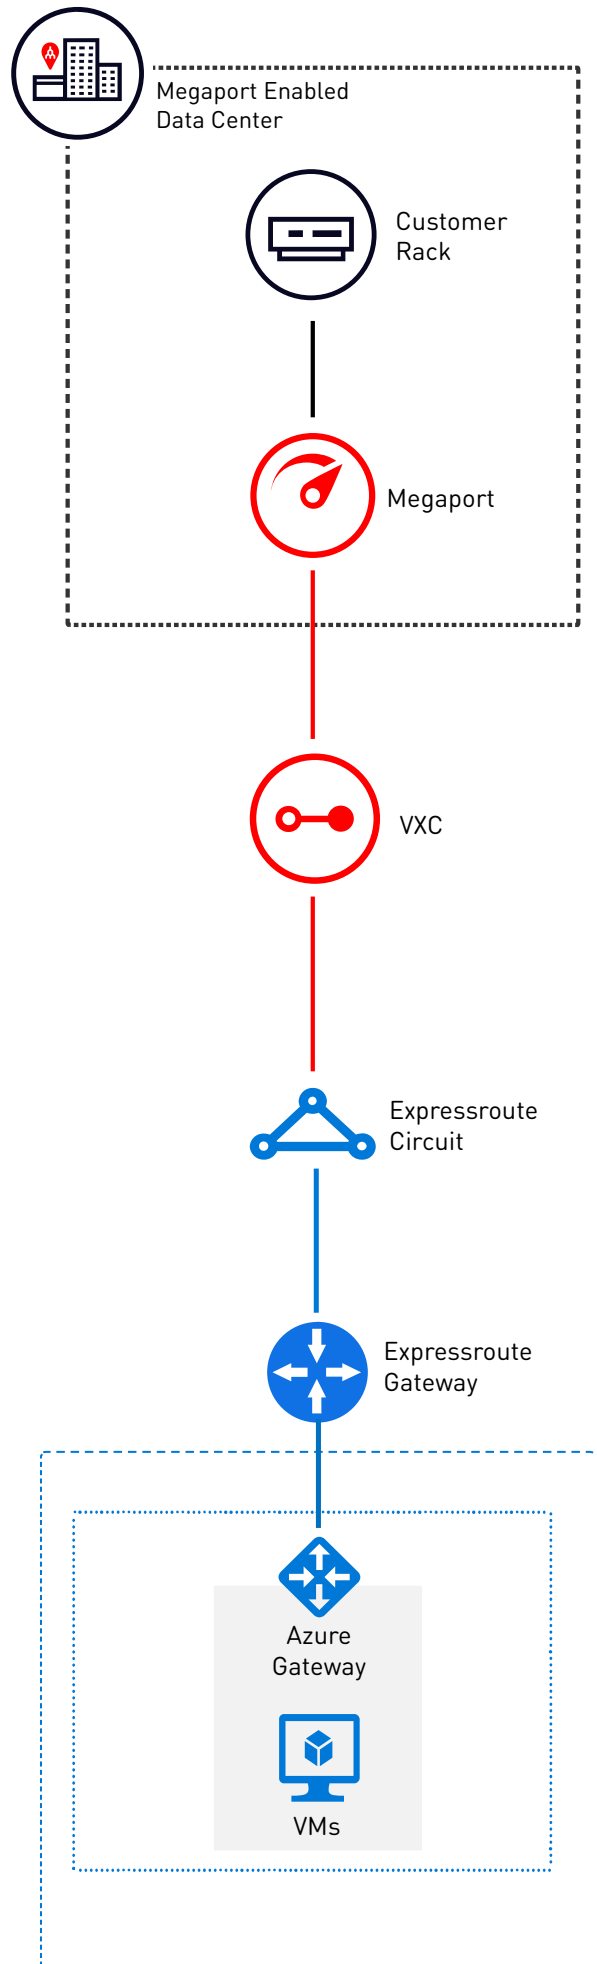 Megaport Enabled
Data Center
Customer
Rack
Megaport
VXC
Expressroute
Circuit
Expressroute
Gateway
Azure
Gateway
VMs